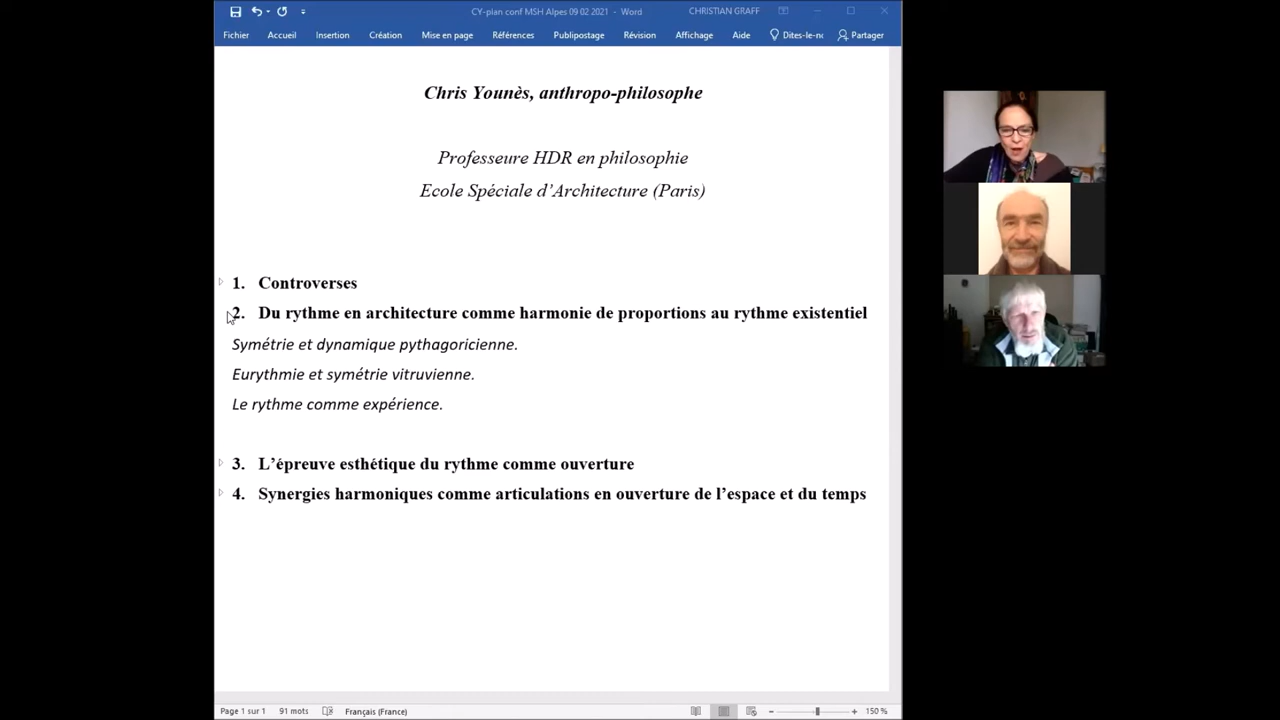 CY-plan conf MSH Alpes 09 02 2021 - Word
CHRISTIAN GRAFF
Fichier Accueil Insertion Création Mise en page Références Publipostage Révision Affichage Aide Dites-le-nc Partager
Chris Younès, anthropo-philosophe
Professeure HDR en philosophie
Ecole Spéciale d’Architecture (Paris)
1. Controverses
2. Du rythme en architecture comme harmonie de proportions au rythme existentiel
Symétrie et dynamique pythagoricienne.
Eurythmie et symétrie vitruvienne.
Le rythme comme expérience.
3. L’épreuve esthétique du rythme comme ouverture
4. Synergies harmoniques comme articulations en ouverture de l’espace et du temps
Page 1 sur 1 91 mots Français (France) 150 %